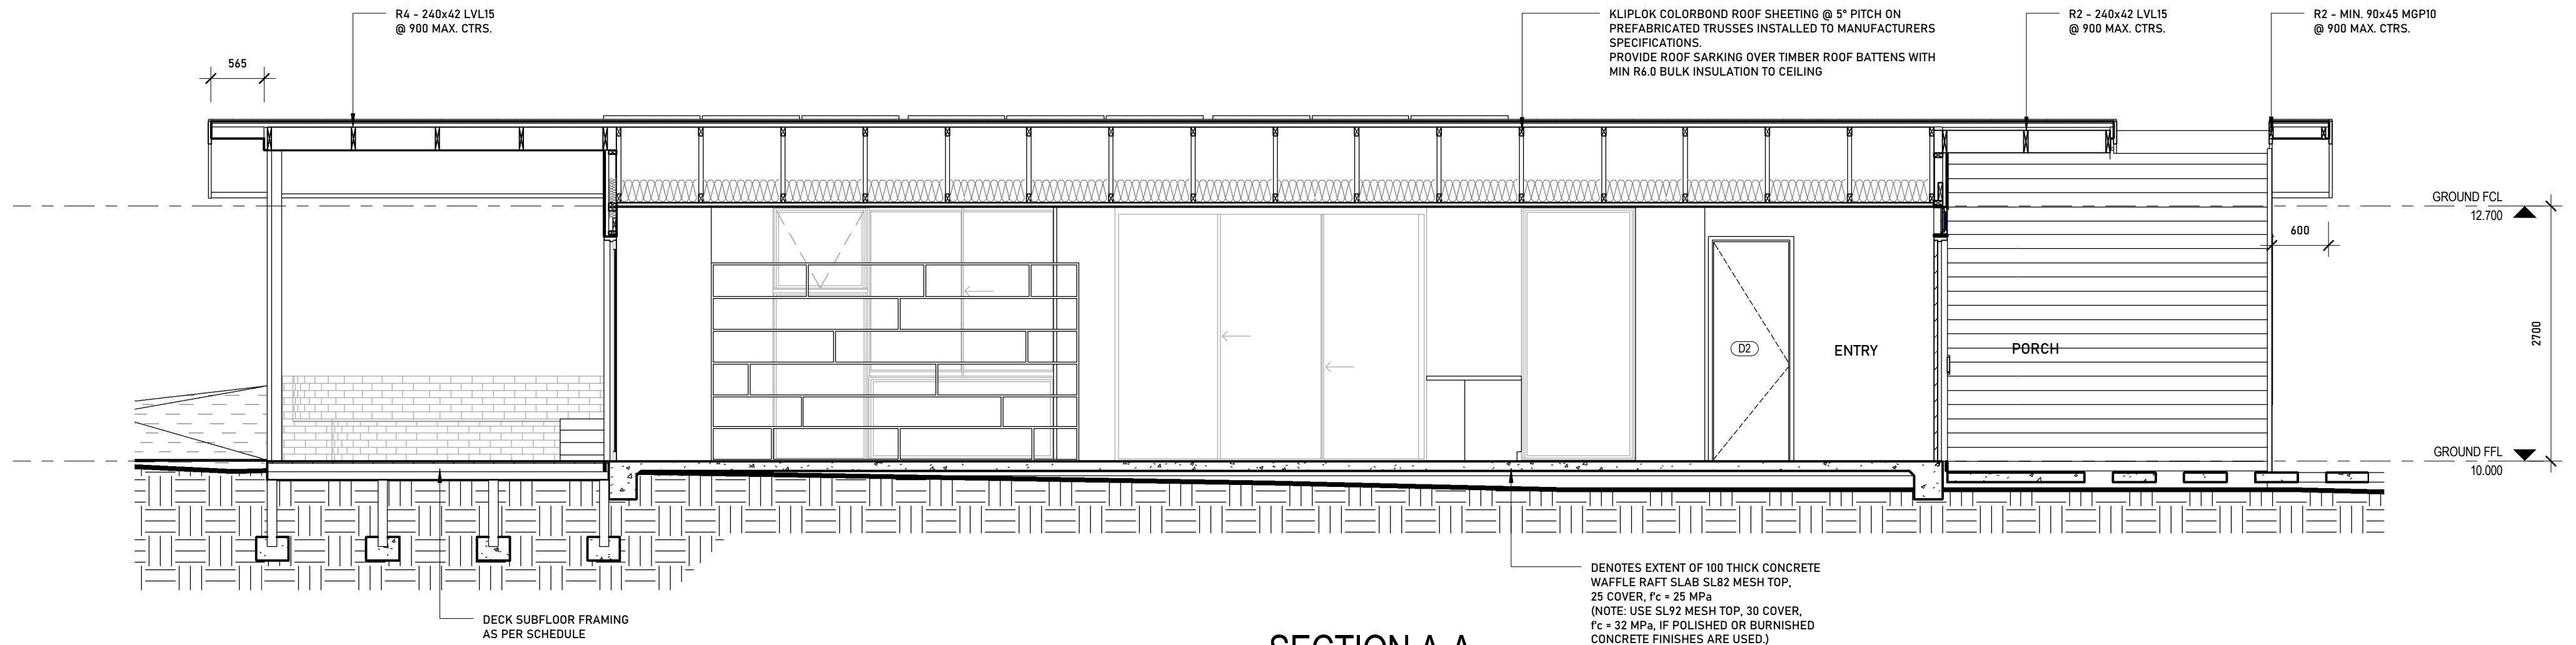 R4 - 240x42 LVL15
@ 900 MAX. CTRS.
KLIPLOK COLORBOND ROOF SHEETING @ 5° PITCH ON
PREFABRICATED TRUSSES INSTALLED TO MANUFACTURERS
SPECIFICATIONS.
PROVIDE ROOF SARKING OVER TIMBER ROOF BATTENS WITH
MIN R6.0 BULK INSULATION TO CEILING
R2 - 240x42 LVL15
@ 900 MAX. CTRS.
R2 - MIN. 90x45 MGP10
@ 900 MAX. CTRS.
565
GROUND FCL
12.700
600
2700
D2
ENTRY
PORCH
GROUND FFL
10.000
DENOTES EXTENT OF 100 THICK CONCRETE
WAFFLE RAFT SLAB SL82 MESH TOP,
25 COVER, f'c = 25 MPa
(NOTE: USE SL92 MESH TOP, 30 COVER,
f'c = 32 MPa, IF POLISHED OR BURNISHED
CONCRETE FINISHES ARE USED.)
DECK SUBFLOOR FRAMING
AS PER SCHEDULE
SECTION A-A